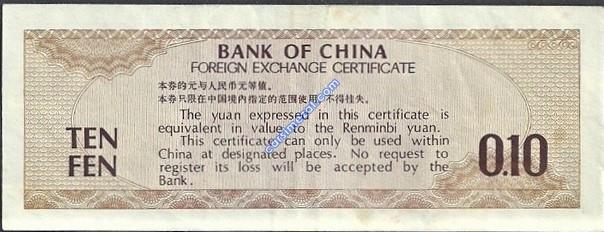 BANK OF CHINA
FOREIGN EXCHANGE CERTIFICATE
本券的元与人民币元等值。
本券只限在中国境内指定的范围使用,不得挂失。
The yuan expressed in this certificate is
equivalent in value to the Renminbi yuan.
This certificate can only be used within
China at designated places. No request to
register its loss will be accepted by the
Bank.
TEN
FEN
0.10